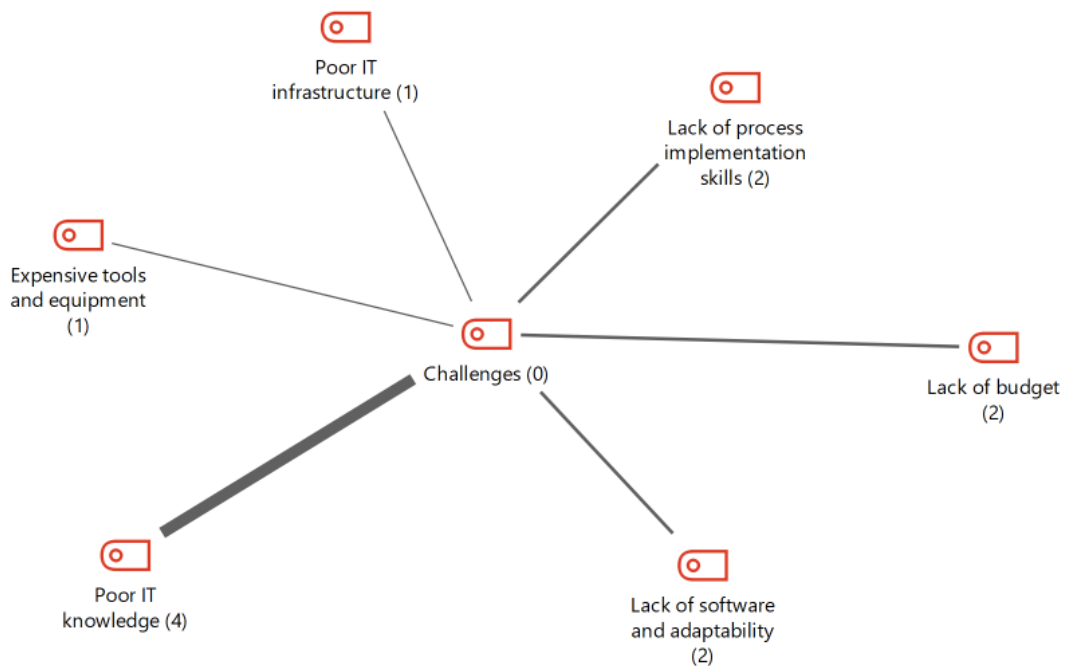 Poor IT
infrastructure (1)
Lack of process
implementation
skills (2)
Expensive tools
and equipment
(1)
Challenges (0)
Lack of budget
(2)
Poor IT
knowledge (4)
Lack of software
and adaptability
(2)